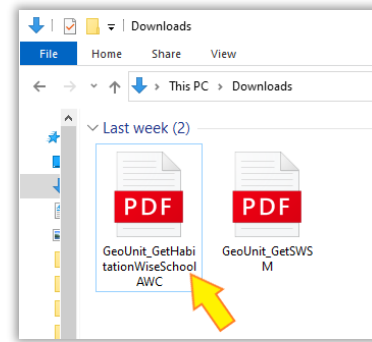 Downloads
File Home Share View
This PC > Downloads
Last week (2)
PDF PDF
GeoUnit_GetHabi GeoUnit_GetSWS
tationWiseSchool M
AWC